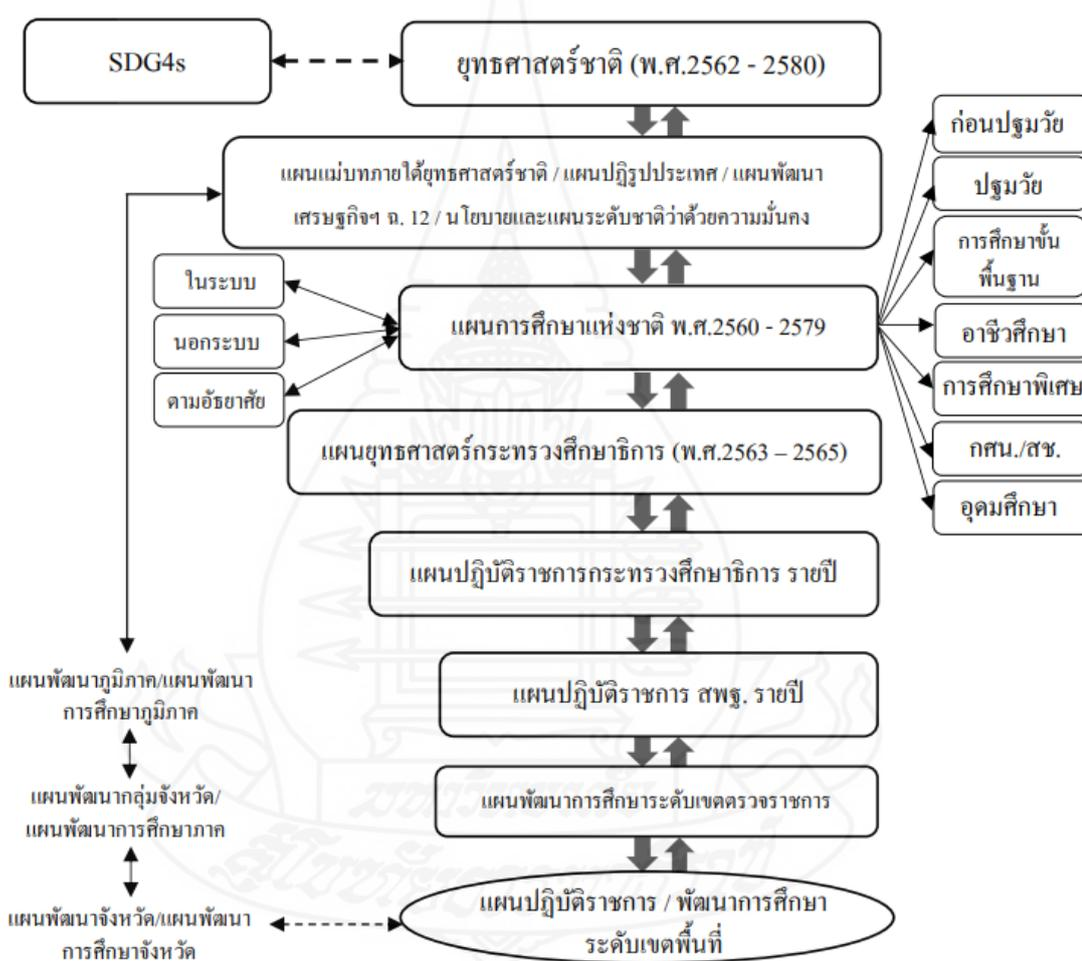 SDG4s
ยุทธศาสตร์ชาติ (พ.ศ.2562 - 2580)
แผนแม่บทภายใต้ยุทธศาสตร์ชาติ / แผนปฏิรูปประเทศ / แผนพัฒนา
เศรษฐกิจฯ ฉ. 12 / นโยบายและแผนระดับชาติว่าด้วยความมั่นคง
ในระบบ
นอกระบบ
ตามอัธยาศัย
แผนการศึกษาแห่งชาติ พ.ศ.2560 - 2579
ก่อนปฐมวัย
ปฐมวัย
การศึกษาขั้น
พื้นฐาน
อาชีวศึกษา
การศึกษาพิเศษ
กศน./สช.
อุดมศึกษา
แผนยุทธศาสตร์กระทรวงศึกษาธิการ (พ.ศ.2563 – 2565)
แผนปฏิบัติราชการกระทรวงศึกษาธิการ รายปี
แผนปฏิบัติราชการ สพฐ. รายปี
แผนพัฒนาการศึกษาระดับเขตตรวจราชการ
แผนปฏิบัติราชการ / พัฒนาการศึกษา
ระดับเขตพื้นที่
แผนพัฒนาภูมิภาค/แผนพัฒนา
การศึกษาภูมิภาค
แผนพัฒนากลุ่มจังหวัด/
แผนพัฒนาการศึกษาภาค
แผนพัฒนาจังหวัด/แผนพัฒนา
การศึกษาจังหวัด